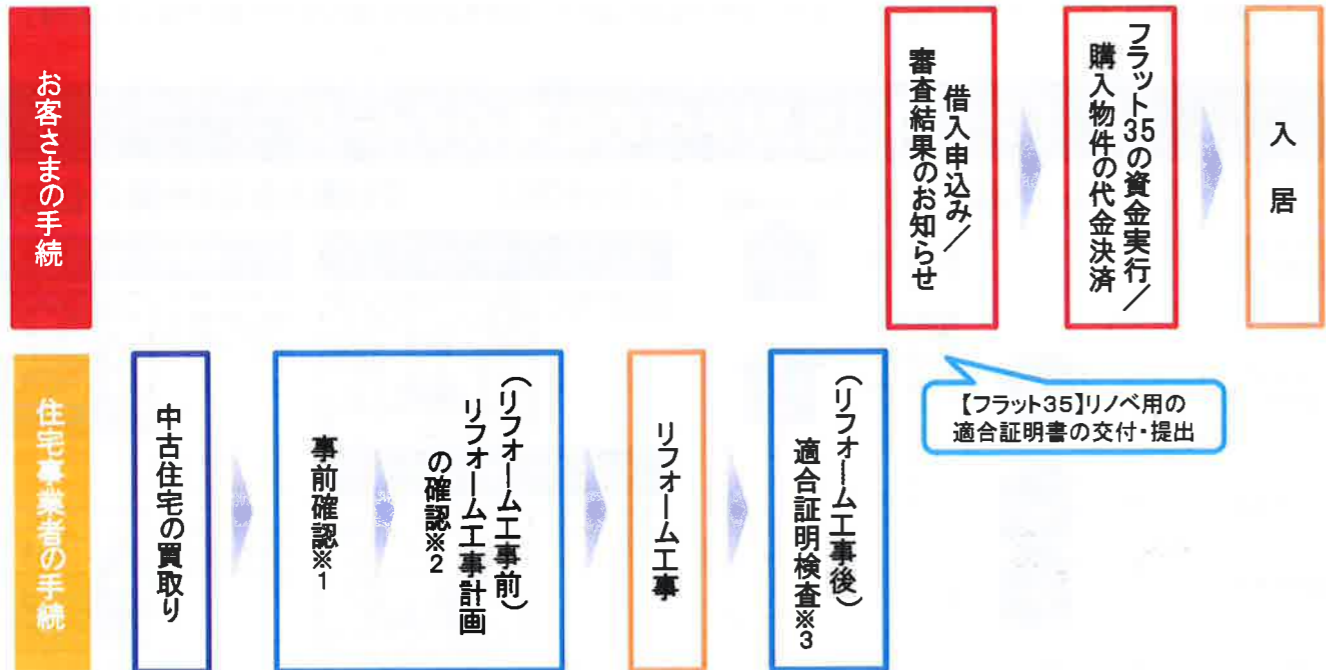 お客さまの手続
借入申込み／
審査結果のお知らせ
フラット35の資金実行／
購入物件の代金決済
入居
住宅事業者の手続
中古住宅の買取り
事前確認※1
（リフォーム工事前）
リフォーム工事計画
の確認※2
リフォーム工事
（リフォーム工事後）
適合証明検査※3
【フラット35】リノベ用の
適合証明書の交付・提出